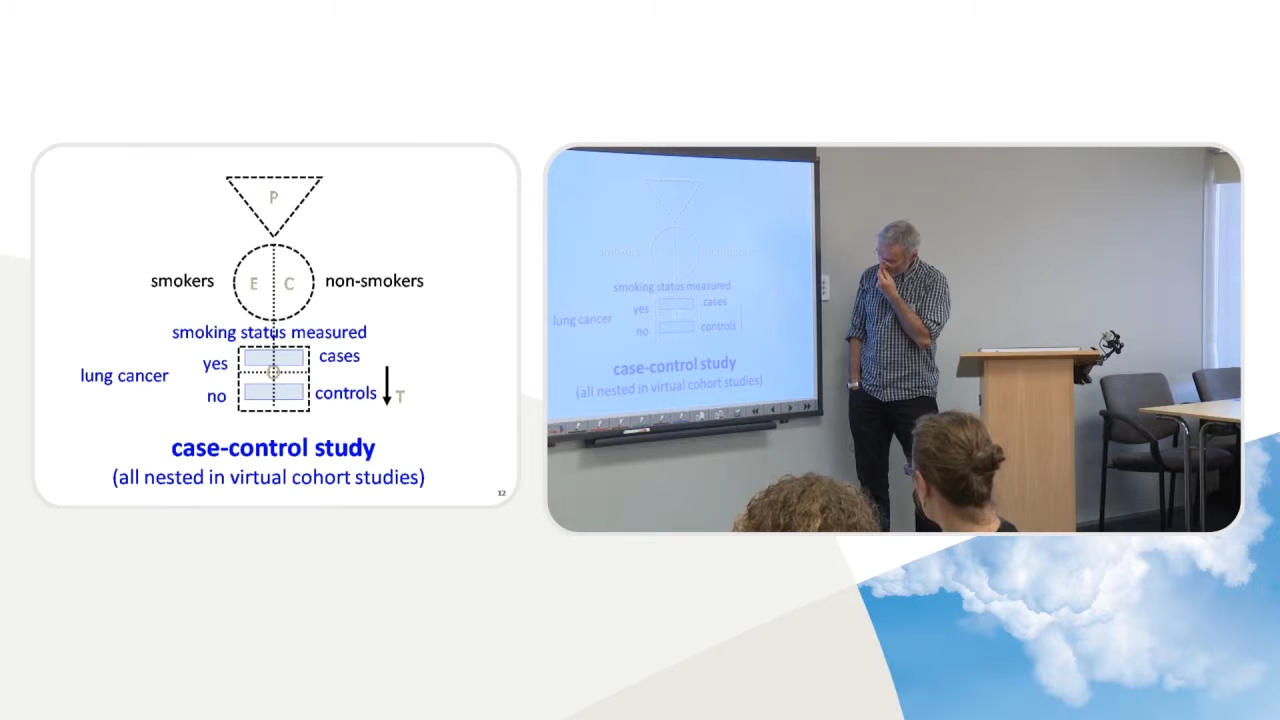 P
smokers E C non-smokers
smoking status measured
yes cases
lung cancer O
no controls T
case-control study
(all nested in virtual cohort studies)
12
smoking status measured
yes cases
lung cancer
no controls
case-control study
(all nested in virtual cohort studies)